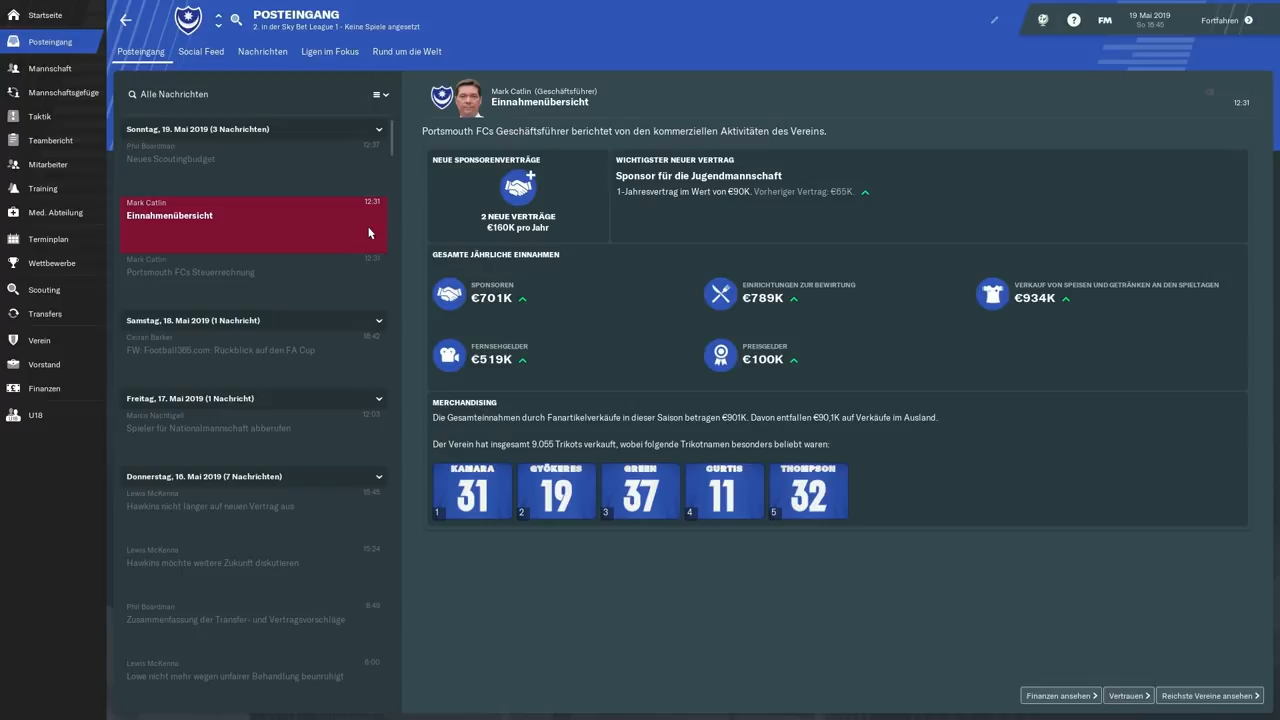 POSTEINGANG
2. in der Sky Bet League 1 - Keine Spiele angesetzt
FM
19 Mai 2019
So 18:45
Fortfahren
Posteingang
Social Feed
Nachrichten
Ligen im Fokus
Rund um die Welt
Startseite
Posteingang
Mannschaft
Mannschaftsgefüge
Taktik
Teambericht
Mitarbeiter
Training
Med. Abteilung
Terminplan
Wettbewerbe
Scouting
Transfers
Verein
Vorstand
Finanzen
U18
Alle Nachrichten
Sonntag, 19. Mai 2019 (3 Nachrichten)
Phil Boardman 12:37
Neues Scoutingbudget
Mark Catlin 12:31
Einnahmenübersicht
Mark Catlin 12:31
Portsmouth FCs Steuerrechnung
Samstag, 18. Mai 2019 (1 Nachricht)
Ceiran Barker 18:42
FW: Football365.com: Rückblick auf den FA Cup
Freitag, 17. Mai 2019 (1 Nachricht)
Marcis Nachtigall 12:03
Spieler für Nationalmannschaft abberufen
Donnerstag, 16. Mai 2019 (7 Nachrichten)
Lewis McKenna 15:45
Hawkins nicht länger auf neuen Vertrag aus
Lewis McKenna 15:24
Hawkins möchte weitere Zukunft diskutieren
Phil Boardman 8:49
Zusammenfassung der Transfer- und Vertragsvorschläge
Lewis McKenna 6:00
Lowe nicht mehr wegen unfairer Behandlung beunruhigt
Mark Catlin (Geschäftsführer)
Einnahmenübersicht
12:31
Portsmouth FCs Geschäftsführer berichtet von den kommerziellen Aktivitäten des Vereins.
NEUE SPONSORENVERTRÄGE
2 NEUE VERTRÄGE
€160K pro Jahr
WICHTIGSTER NEUER VERTRAG
Sponsor für die Jugendmannschaft
1-Jahresvertrag im Wert von €90K. Vorheriger Vertrag: €65K.
GESAMTE JÄHRLICHE EINNAHMEN
SPONSOREN
€701K
EINRICHTUNGEN ZUR BEWIRTUNG
€789K
VERKAUF VON SPEISEN UND GETRÄNKEN AN DEN SPIELTAGEN
€934K
FERNSEHGELDER
€519K
PREISGELDER
€100K
MERCHANDISING
Die Gesamteinnahmen durch Fanartikelverkäufe in dieser Saison betragen €901K. Davon entfallen €90,1K auf Verkäufe im Ausland.
Der Verein hat insgesamt 9.055 Trikots verkauft, wobei folgende Trikotnamen besonders beliebt waren:
KAMARA
31
1
GYÖKERES
19
2
GREEN
37
3
CURTIS
11
4
THOMPSON
32
5
Finanzen ansehen
Vertrauen
Reichste Vereine ansehen